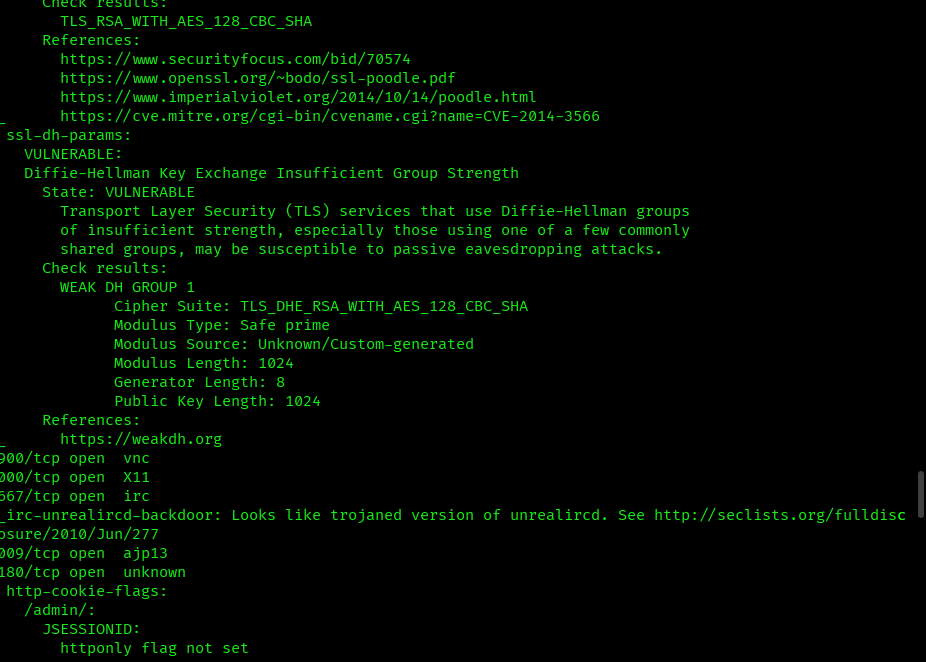 Check results:
TLS_RSA_WITH_AES_128_CBC_SHA
References:
https://www.securityfocus.com/bid/70574
https://www.openssl.org/~bodo/ssl-poodle.pdf
https://www.imperialviolet.org/2014/10/14/poodle.html
_ https://cve.mitre.org/cgi-bin/cvename.cgi?name=CVE-2014-3566
ssl-dh-params:
VULNERABLE:
Diffie-Hellman Key Exchange Insufficient Group Strength
State: VULNERABLE
Transport Layer Security (TLS) services that use Diffie-Hellman groups
of insufficient strength, especially those using one of a few commonly
shared groups, may be susceptible to passive eavesdropping attacks.
Check results:
WEAK DH GROUP 1
Cipher Suite: TLS_DHE_RSA_WITH_AES_128_CBC_SHA
Modulus Type: Safe prime
Modulus Source: Unknown/Custom-generated
Modulus Length: 1024
Generator Length: 8
Public Key Length: 1024
References:
_ https://weakdh.org
900/tcp open  vnc
000/tcp open  X11
667/tcp open  irc
_irc-unrealircd-backdoor: Looks like trojaned version of unrealircd. See http://seclists.org/fulldisc
osure/2010/Jun/277
009/tcp open  ajp13
180/tcp open  unknown
http-cookie-flags:
/admin/:
JSESSIONID:
httponly flag not set